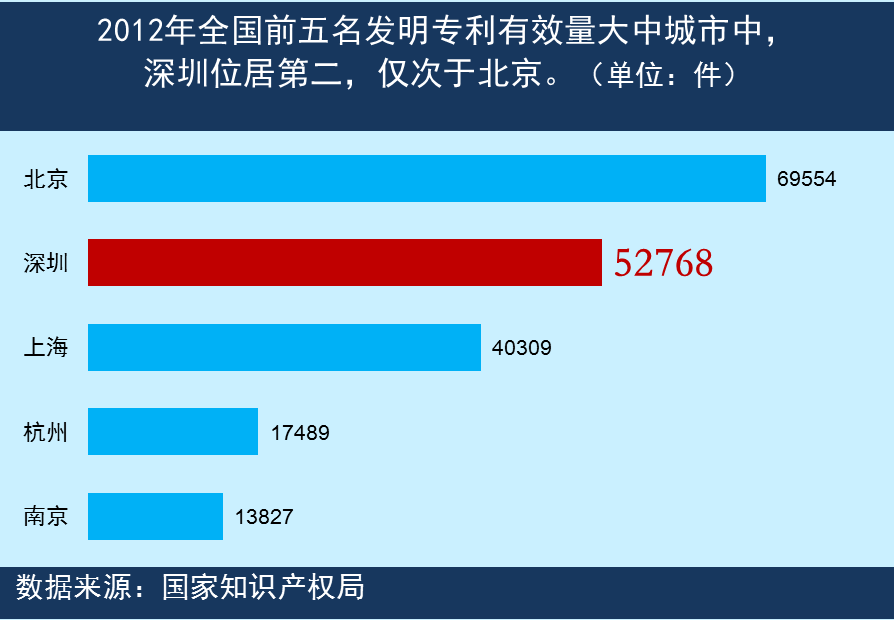 2012年全国前五名发明专利有效量大中城市中，
深圳位居第二，仅次于北京。（单位：件）
北京 69554
深圳 52768
上海 40309
杭州 17489
南京 13827
数据来源：国家知识产权局